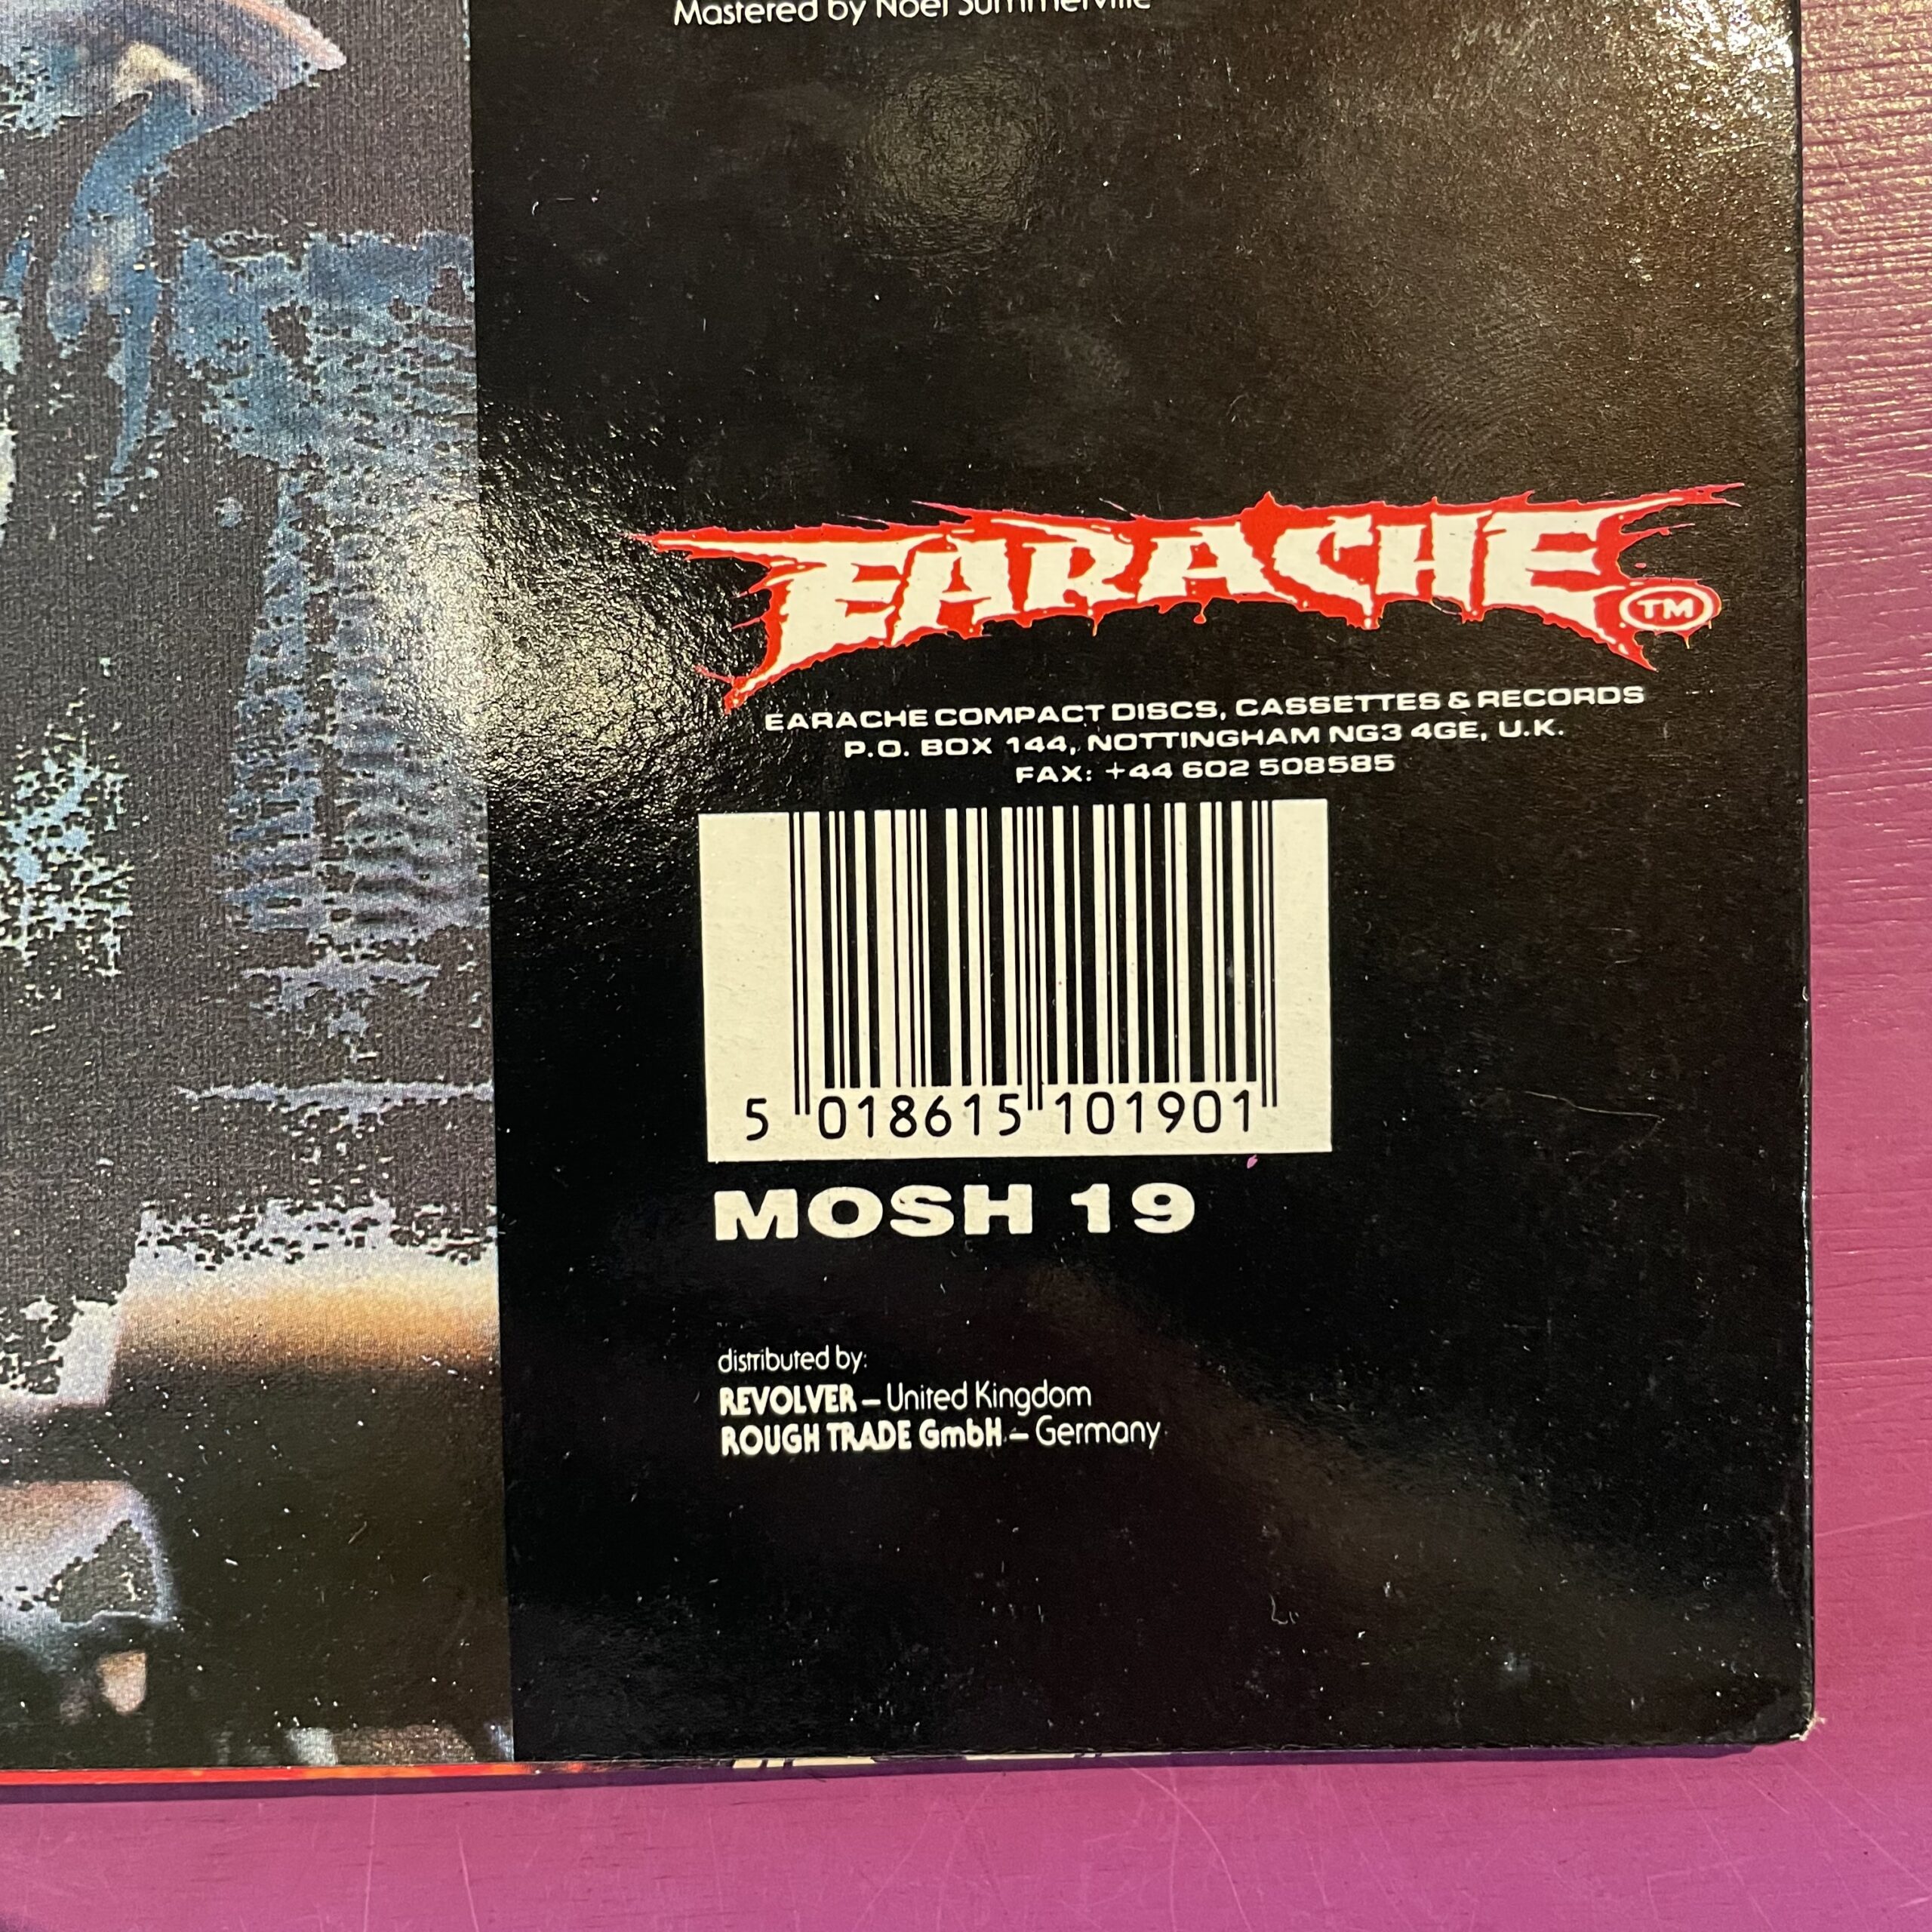 Mastered by Noel Summerville
EARACHE TM
EARACHE COMPACT DISCS, CASSETTES & RECORDS
P.O. BOX 144, NOTTINGHAM NG3 4GE, U.K.
FAX: +44 602 508585
5 018615 101901
MOSH 19
distributed by:
REVOLVER – United Kingdom
ROUGH TRADE GmbH – Germany